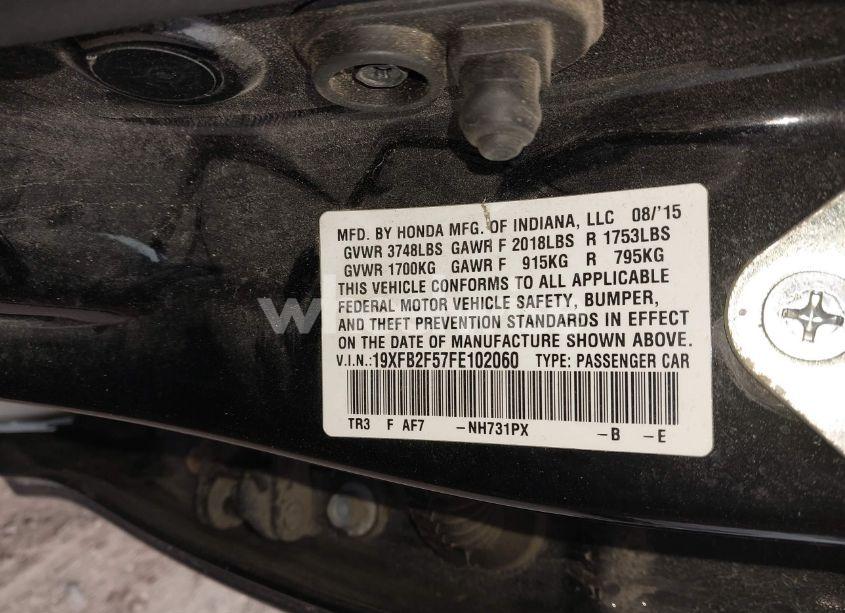 MFD. BY HONDA MFG. OF INDIANA, LLC 08/'15
GVWR 3748LBS GAWR F 2018LBS R 1753LBS
GVWR 1700KG GAWR F 915KG R 795KG
THIS VEHICLE CONFORMS TO ALL APPLICABLE
FEDERAL MOTOR VEHICLE SAFETY, BUMPER,
AND THEFT PREVENTION STANDARDS IN EFFECT
ON THE DATE OF MANUFACTURE SHOWN ABOVE.
V.I.N.:19XFB2F57FE102060 TYPE: PASSENGER CAR
TR3 F AF7 -NH731PX -B -E